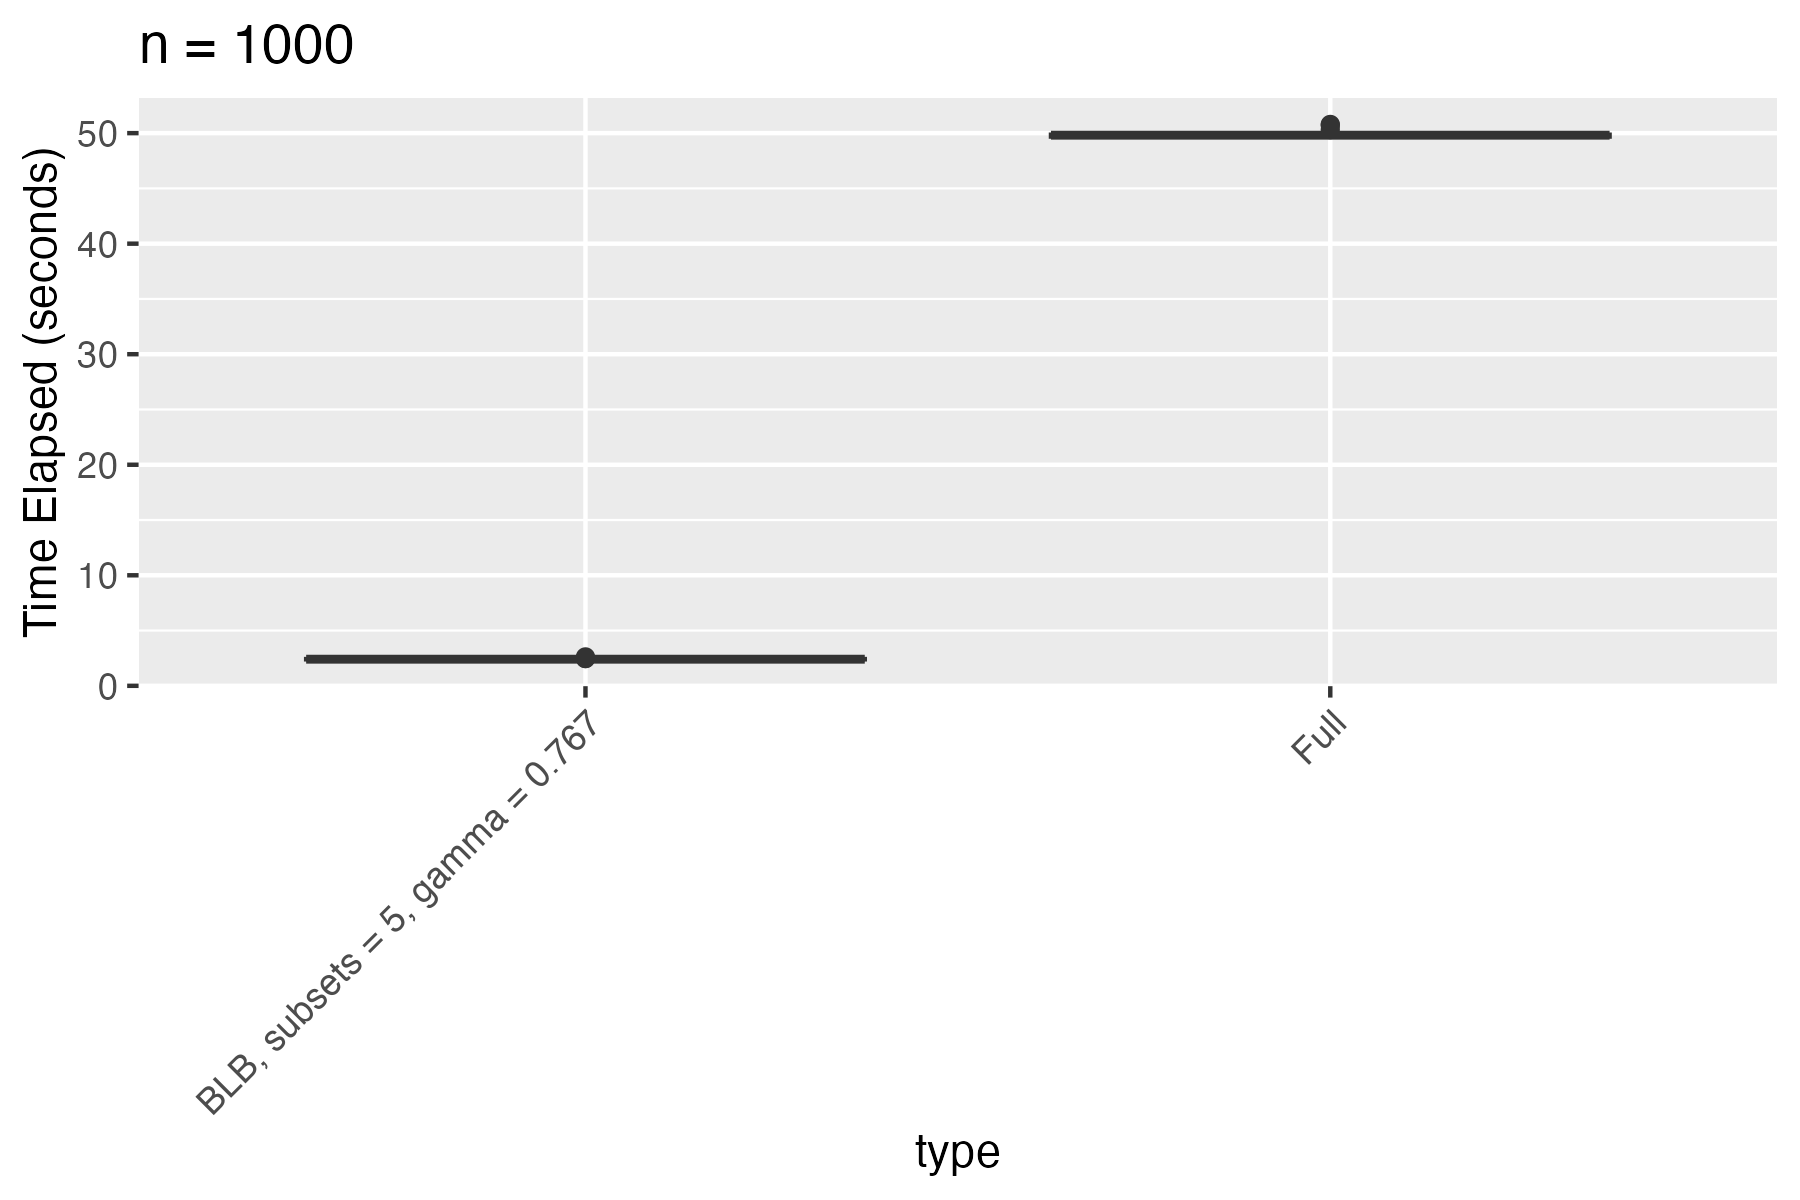 n = 1000
Time Elapsed (seconds)
50
40
30
20
10
0
BLB, subsets = 5, gamma = 0.767
Full
type